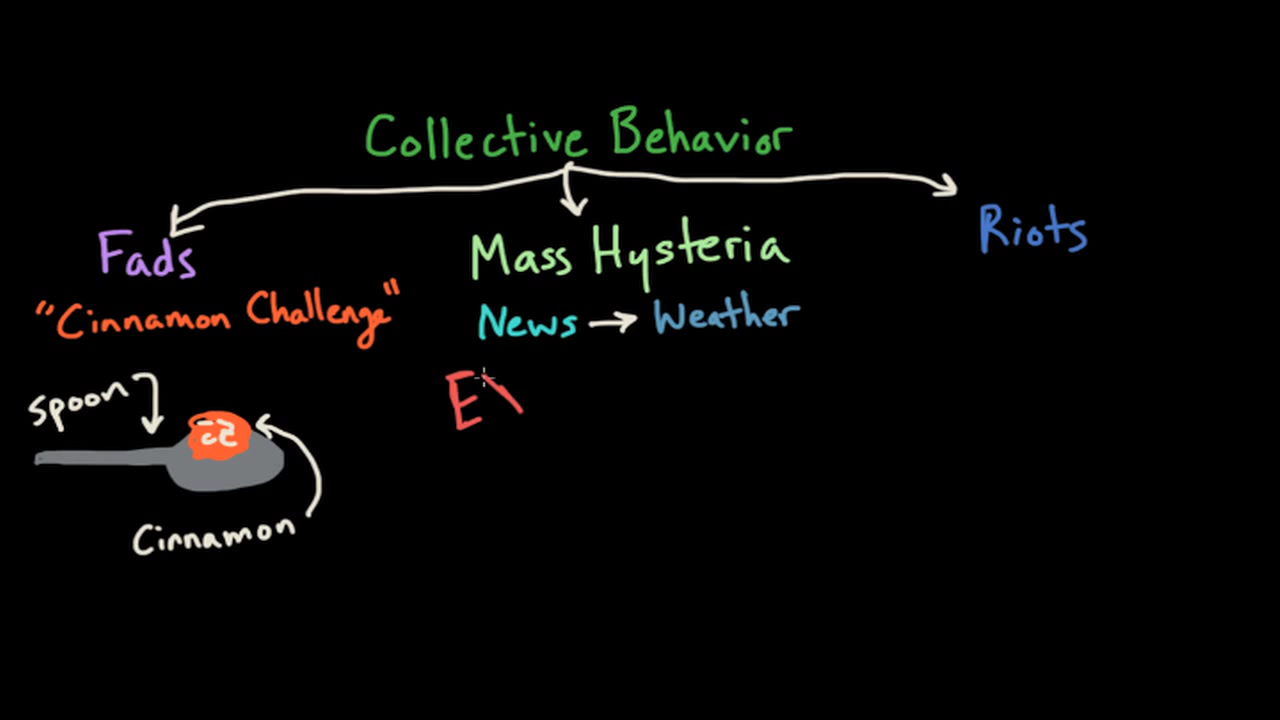 Collective Behavior
Fads
Mass Hysteria
Riots
"Cinnamon Challenge"
News → Weather
Spoon
E
Cinnamon